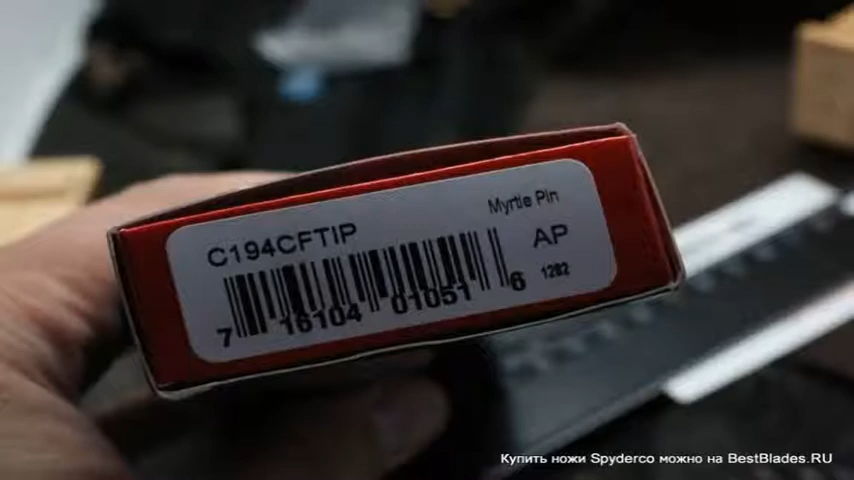 Myrtle Pin
C194CFTIP
AP
1282
7 16104 01051 6
Купить ножи Spyderco можно на BestBlades.RU